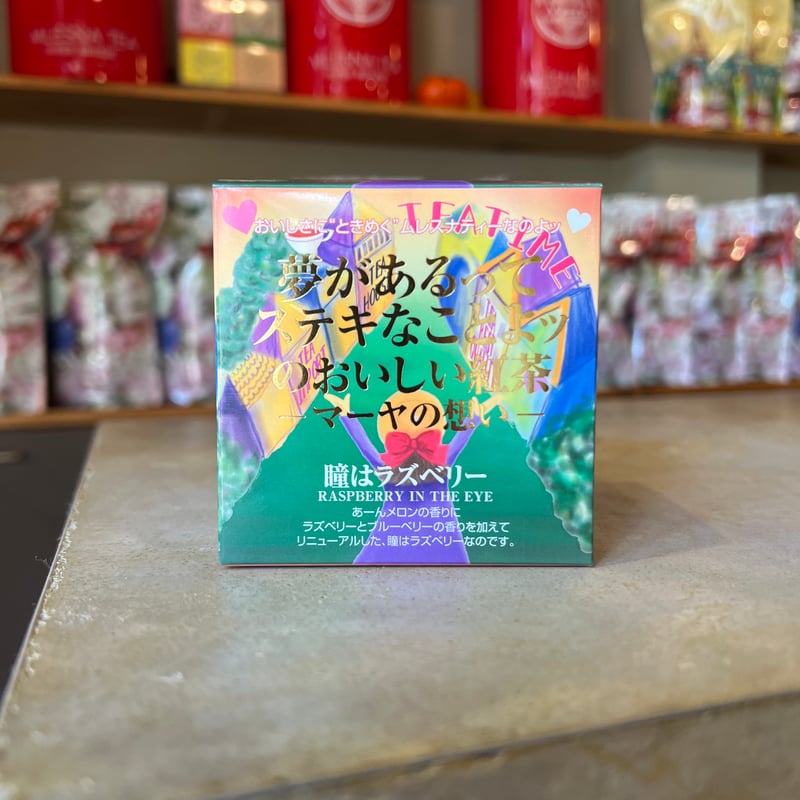 MLESNA TEA
TEA TIME
おいしさに"ときめく"ムレスナティーなのよッ
夢があるって
ステキなことよッ
のおいしい紅茶
―マーヤの想い―
瞳はラズベリー
RASPBERRY IN THE EYE
あーんメロンの香りに
ラズベリーとブルーベリーの香りを加えて
リニューアルした、瞳はラズベリーなのです。